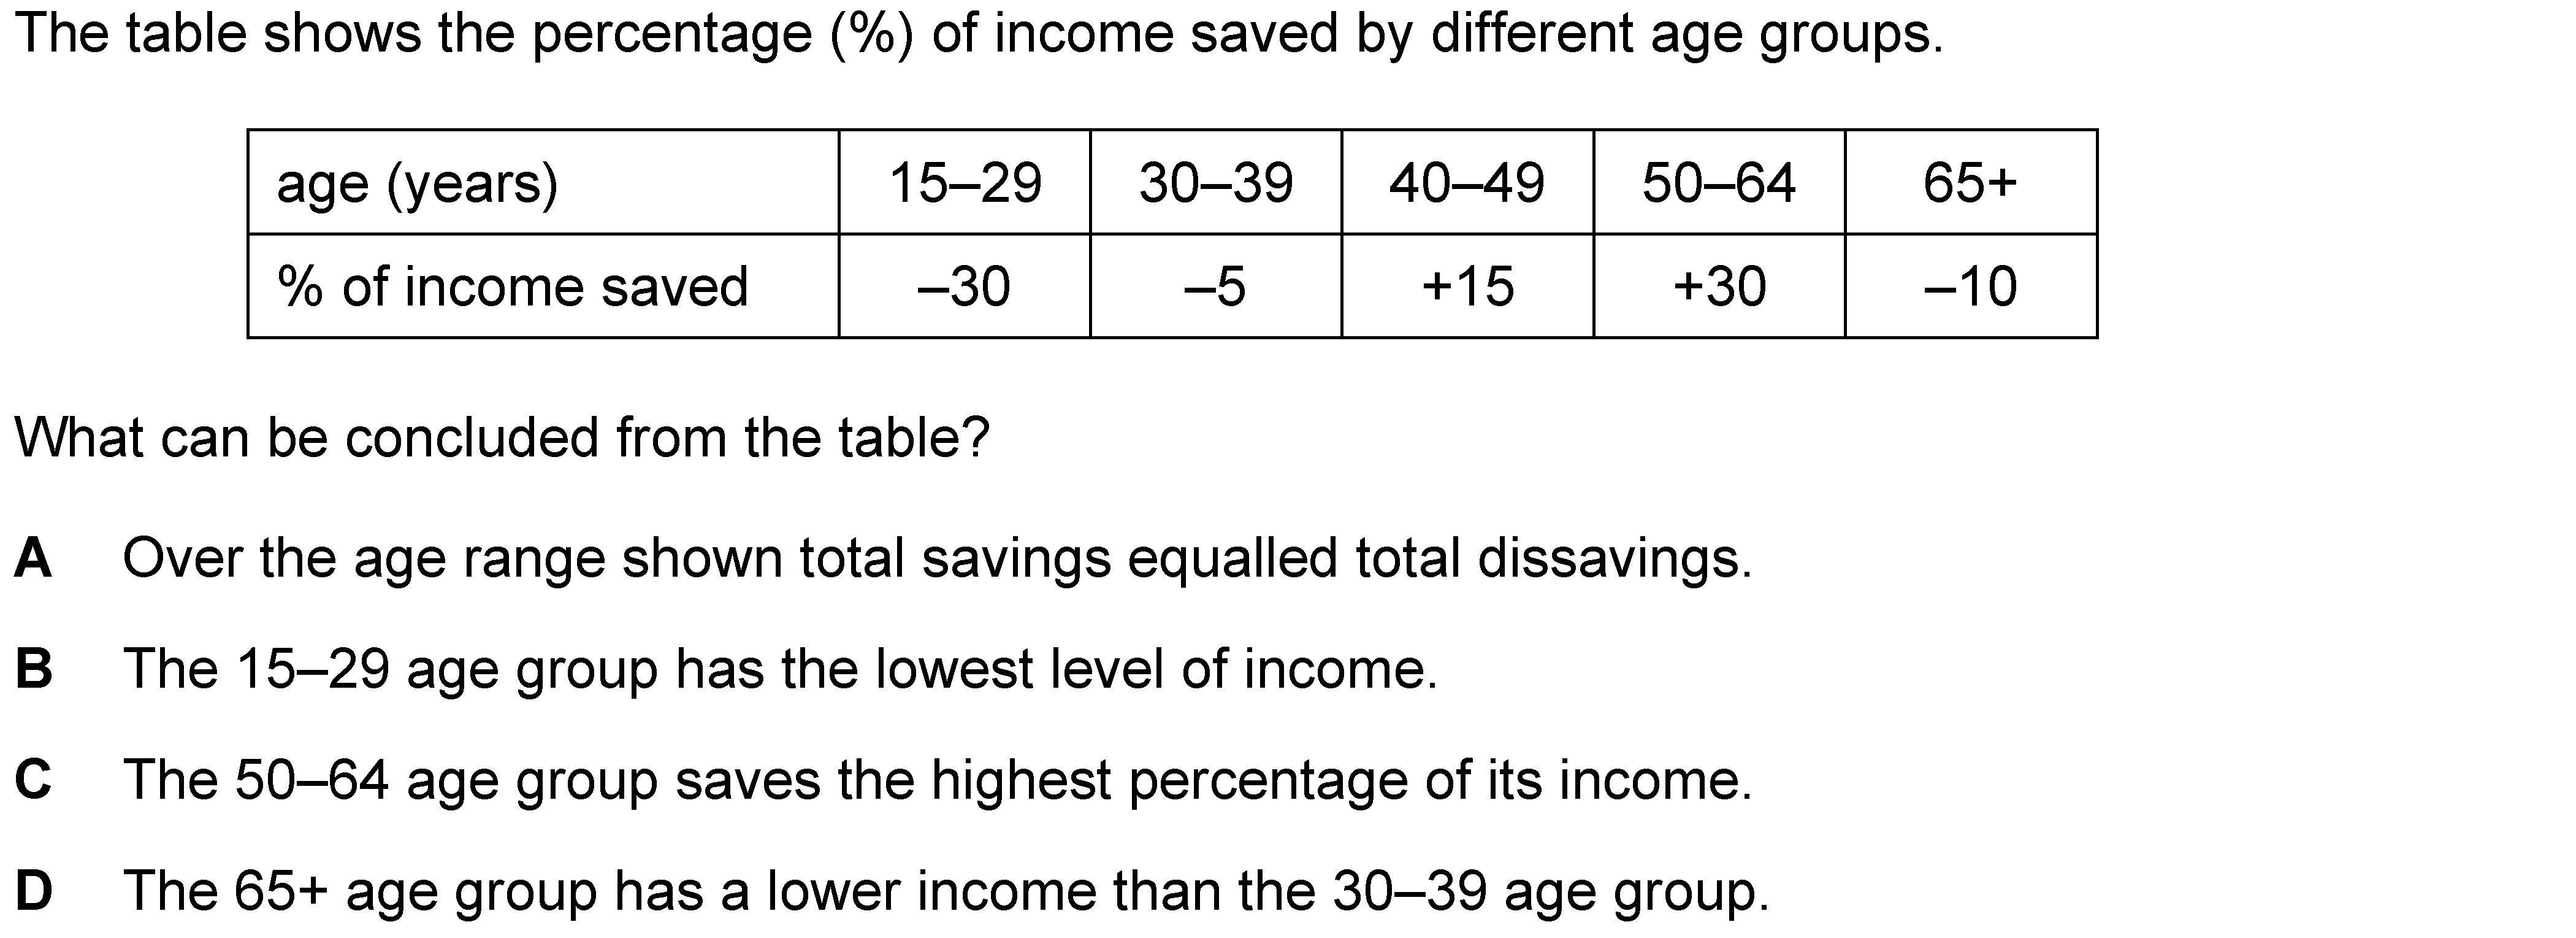 The table shows the percentage (%) of income saved by different age groups.
age (years) 15–29 30–39 40–49 50–64 65+
% of income saved –30 –5 +15 +30 –10
What can be concluded from the table?
A Over the age range shown total savings equalled total dissavings.
B The 15–29 age group has the lowest level of income.
C The 50–64 age group saves the highest percentage of its income.
D The 65+ age group has a lower income than the 30–39 age group.